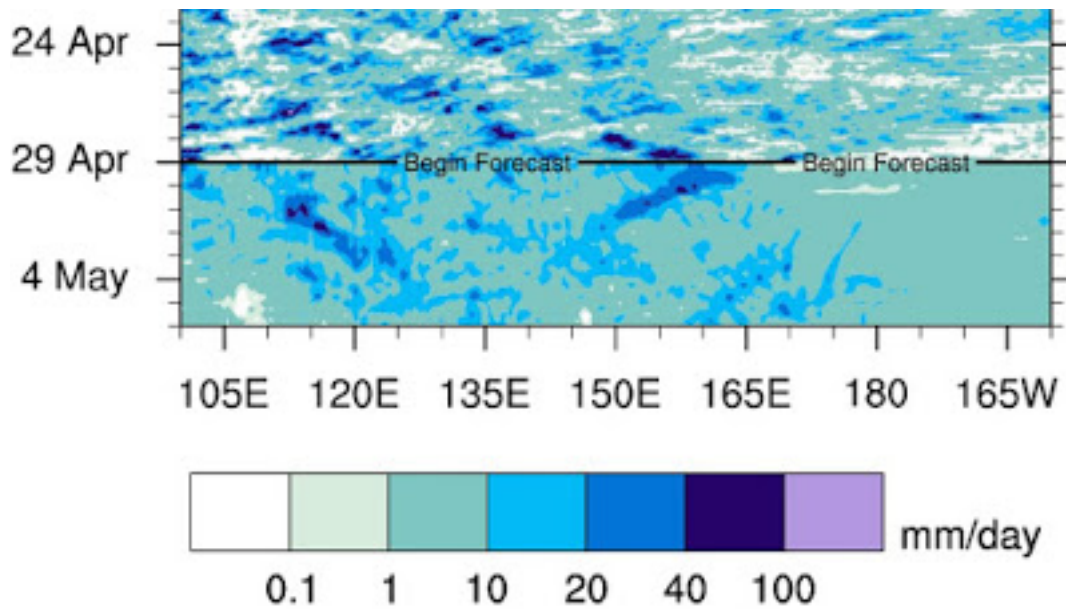 24 Apr
29 Apr
Begin Forecast Begin Forecast
4 May
105E 120E 135E 150E 165E 180 165W
mm/day
0.1 1 10 20 40 100